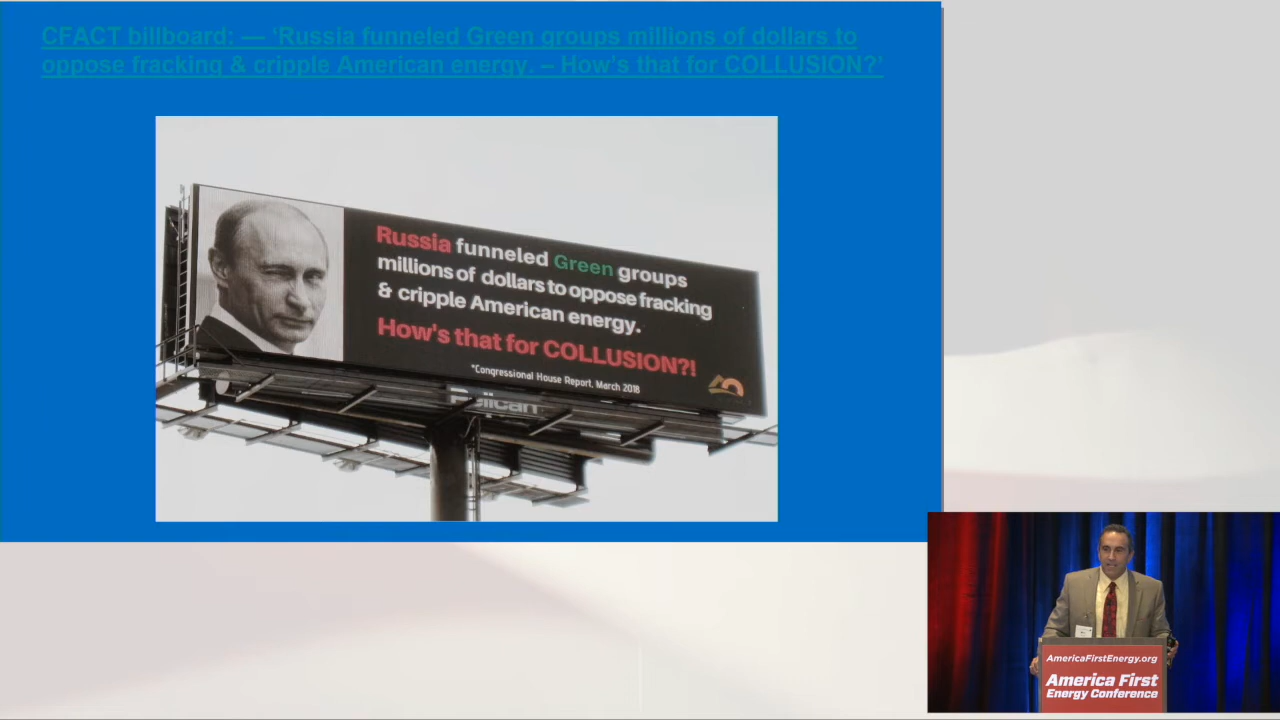 CFACT billboard: — ‘Russia funneled Green groups millions of dollars to
oppose fracking & cripple American energy. – How’s that for COLLUSION?’
Russia funneled Green groups
millions of dollars to oppose fracking
& cripple American energy.
How's that for COLLUSION?!
*Congressional House Report, March 2018
Pelican
AmericaFirstEnergy.org
America First
Energy Conference